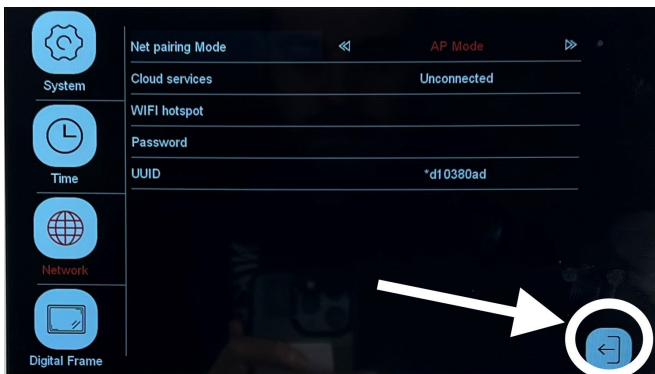 System
Time
Network
Digital Frame
Net pairing Mode AP Mode
Cloud services Unconnected
WIFI hotspot
Password
UUID *d10380ad